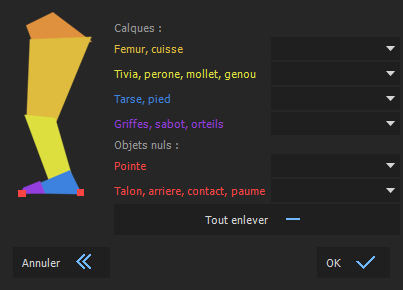 Calques :
Femur, cuisse
Tivia, perone, mollet, genou
Tarse, pied
Griffes, sabot, orteils
Objets nuls :
Pointe
Talon, arriere, contact, paume
Tout enlever
Annuler
OK